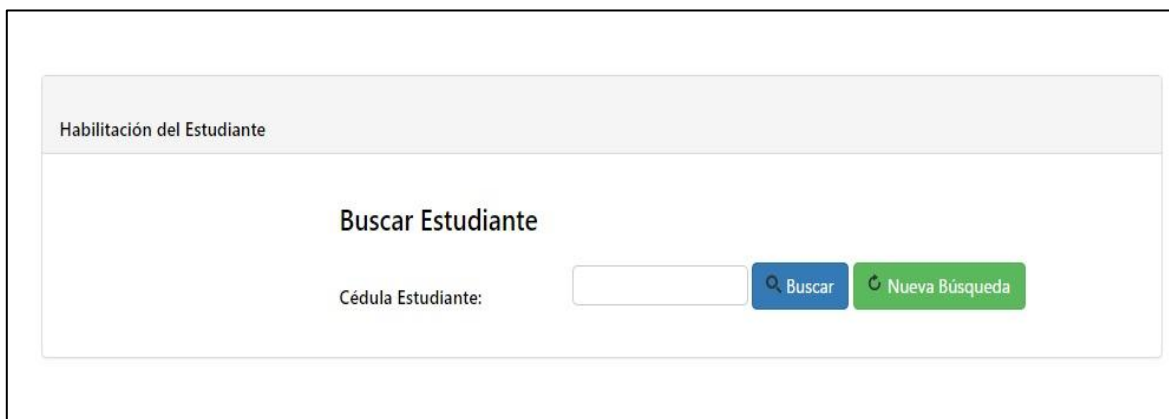 Habilitación del Estudiante
Buscar Estudiante
Cédula Estudiante:
Buscar
Nueva Búsqueda